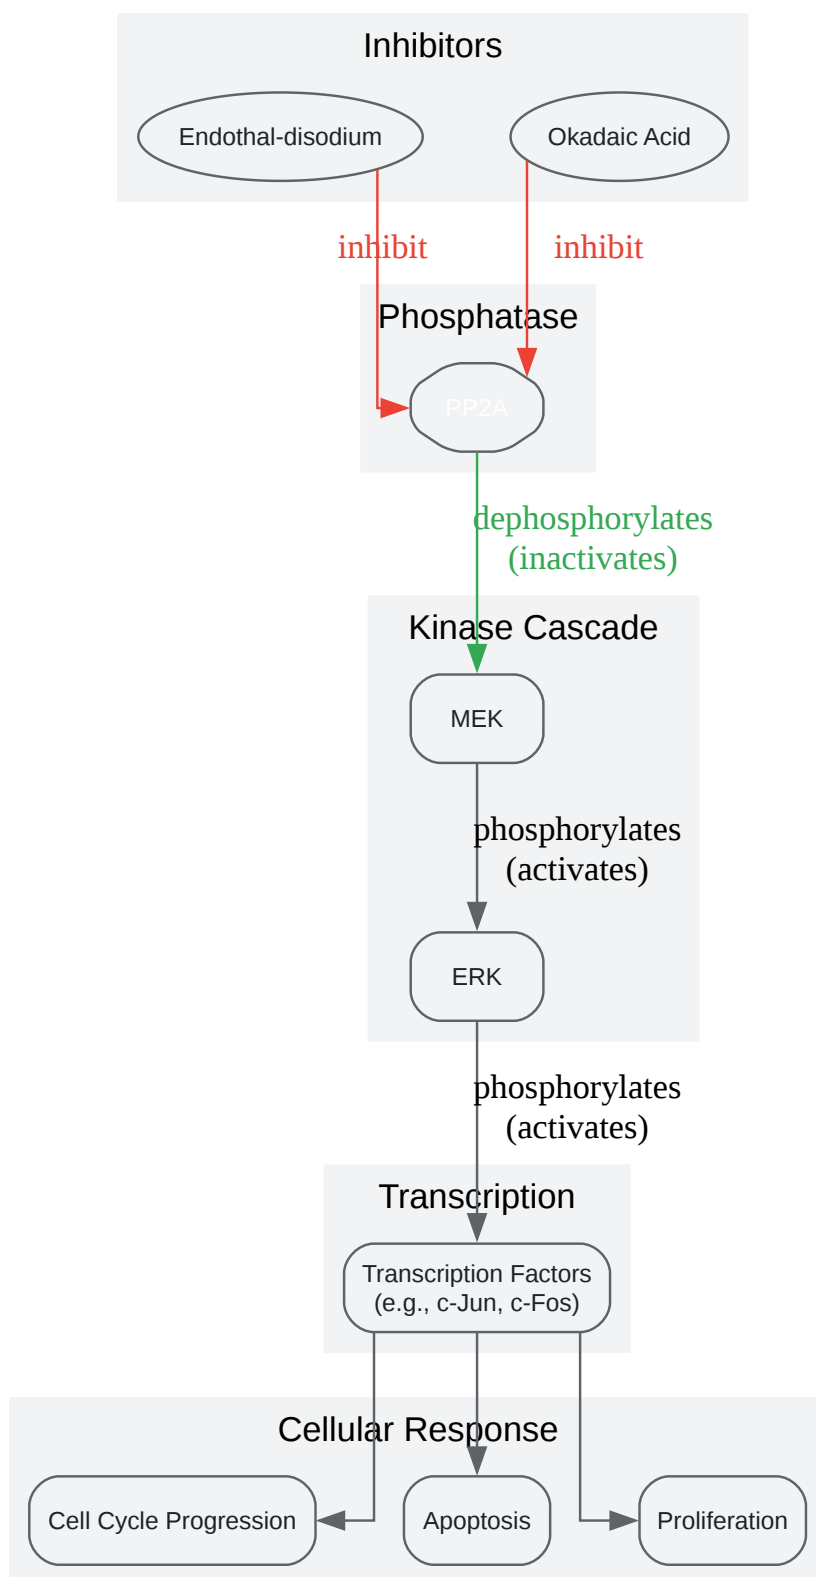 Inhibitors
Endothal-disodium
Okadaic Acid
inhibit
inhibit
Phosphatase
PP2A
dephosphorylates
(inactivates)
Kinase Cascade
MEK
phosphorylates
(activates)
ERK
phosphorylates
(activates)
Transcription
Transcription Factors
(e.g., c-Jun, c-Fos)
Cellular Response
Cell Cycle Progression
Apoptosis
Proliferation